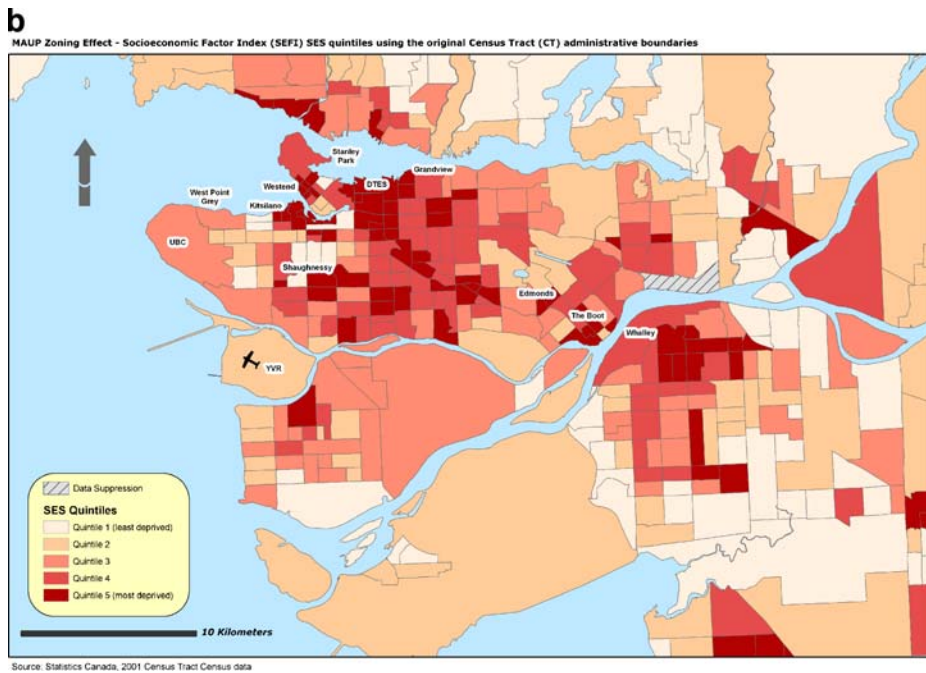 b
MAUP Zoning Effect - Socioeconomic Factor Index (SEFI) SES quintiles using the original Census Tract (CT) administrative boundaries
Stanley
Park
Grandview
Westend
DTES
West Point
Grey
Kitsilano
UBC
Shaughnessy
Edmonds
The Boot
Whalley
YVR
Data Suppression
SES Quintiles
Quintile 1 (least deprived)
Quintile 2
Quintile 3
Quintile 4
Quintile 5 (most deprived)
10 Kilometers
Source: Statistics Canada, 2001 Census Tract Census data